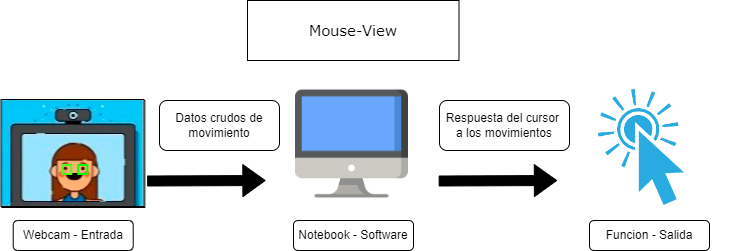 Mouse-View
Datos crudos de
movimiento
Respuesta del cursor
a los movimientos
Webcam - Entrada
Notebook - Software
Funcion - Salida